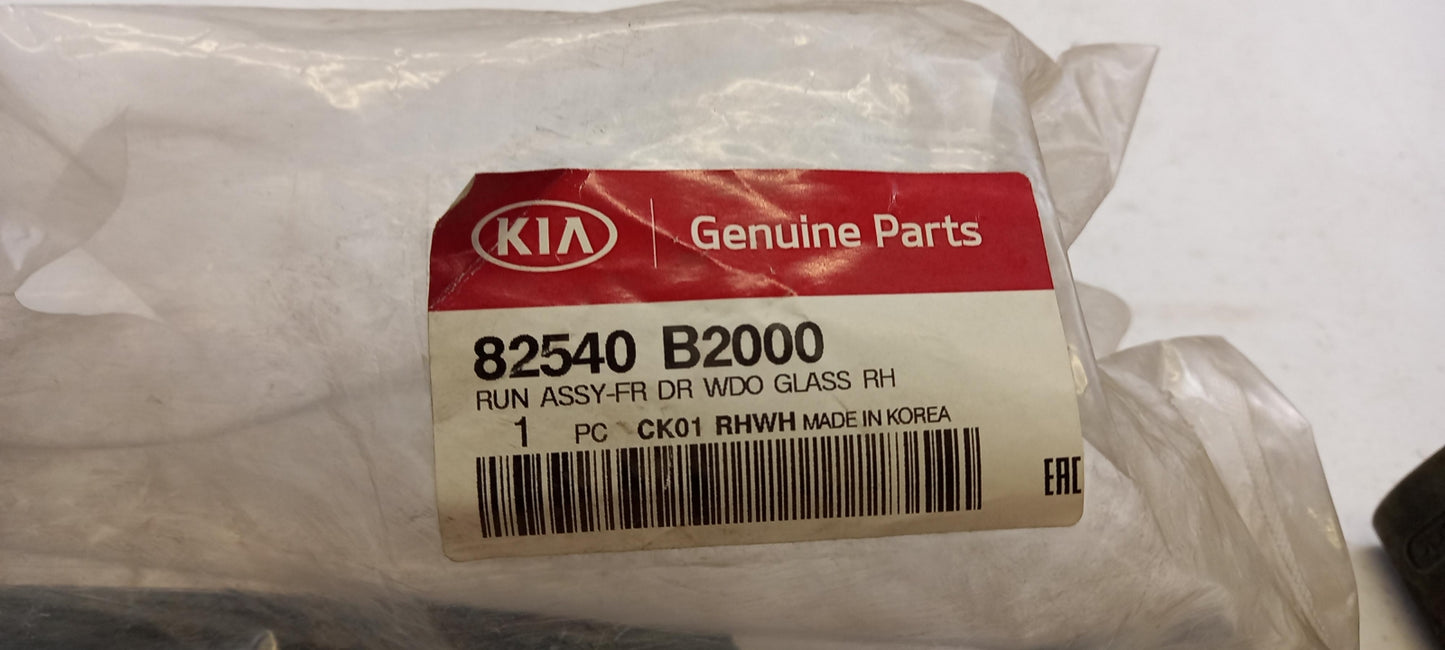 KIA Genuine Parts
82540 B2000
RUN ASSY-FR DR WDO GLASS RH
1 PC CK01 RHWH MADE IN KOREA
EAC